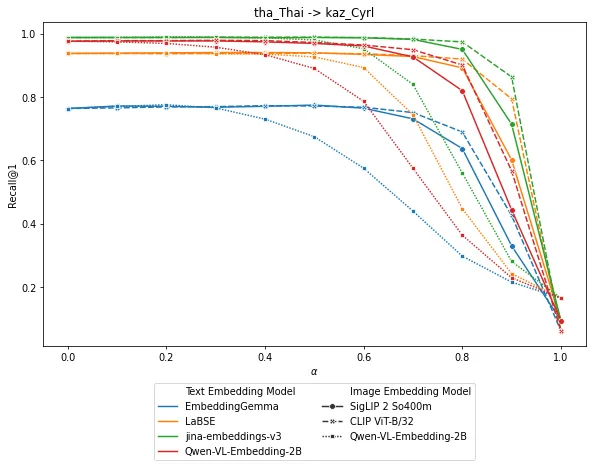 tha_Thai -> kaz_Cyrl
Recall@1
1.0
0.8
0.6
0.4
0.2
0.0 0.2 0.4 0.6 0.8 1.0
α
Text Embedding Model Image Embedding Model
EmbeddingGemma SigLIP 2 So400m
LaBSE CLIP ViT-B/32
jina-embeddings-v3 Qwen-VL-Embedding-2B
Qwen-VL-Embedding-2B